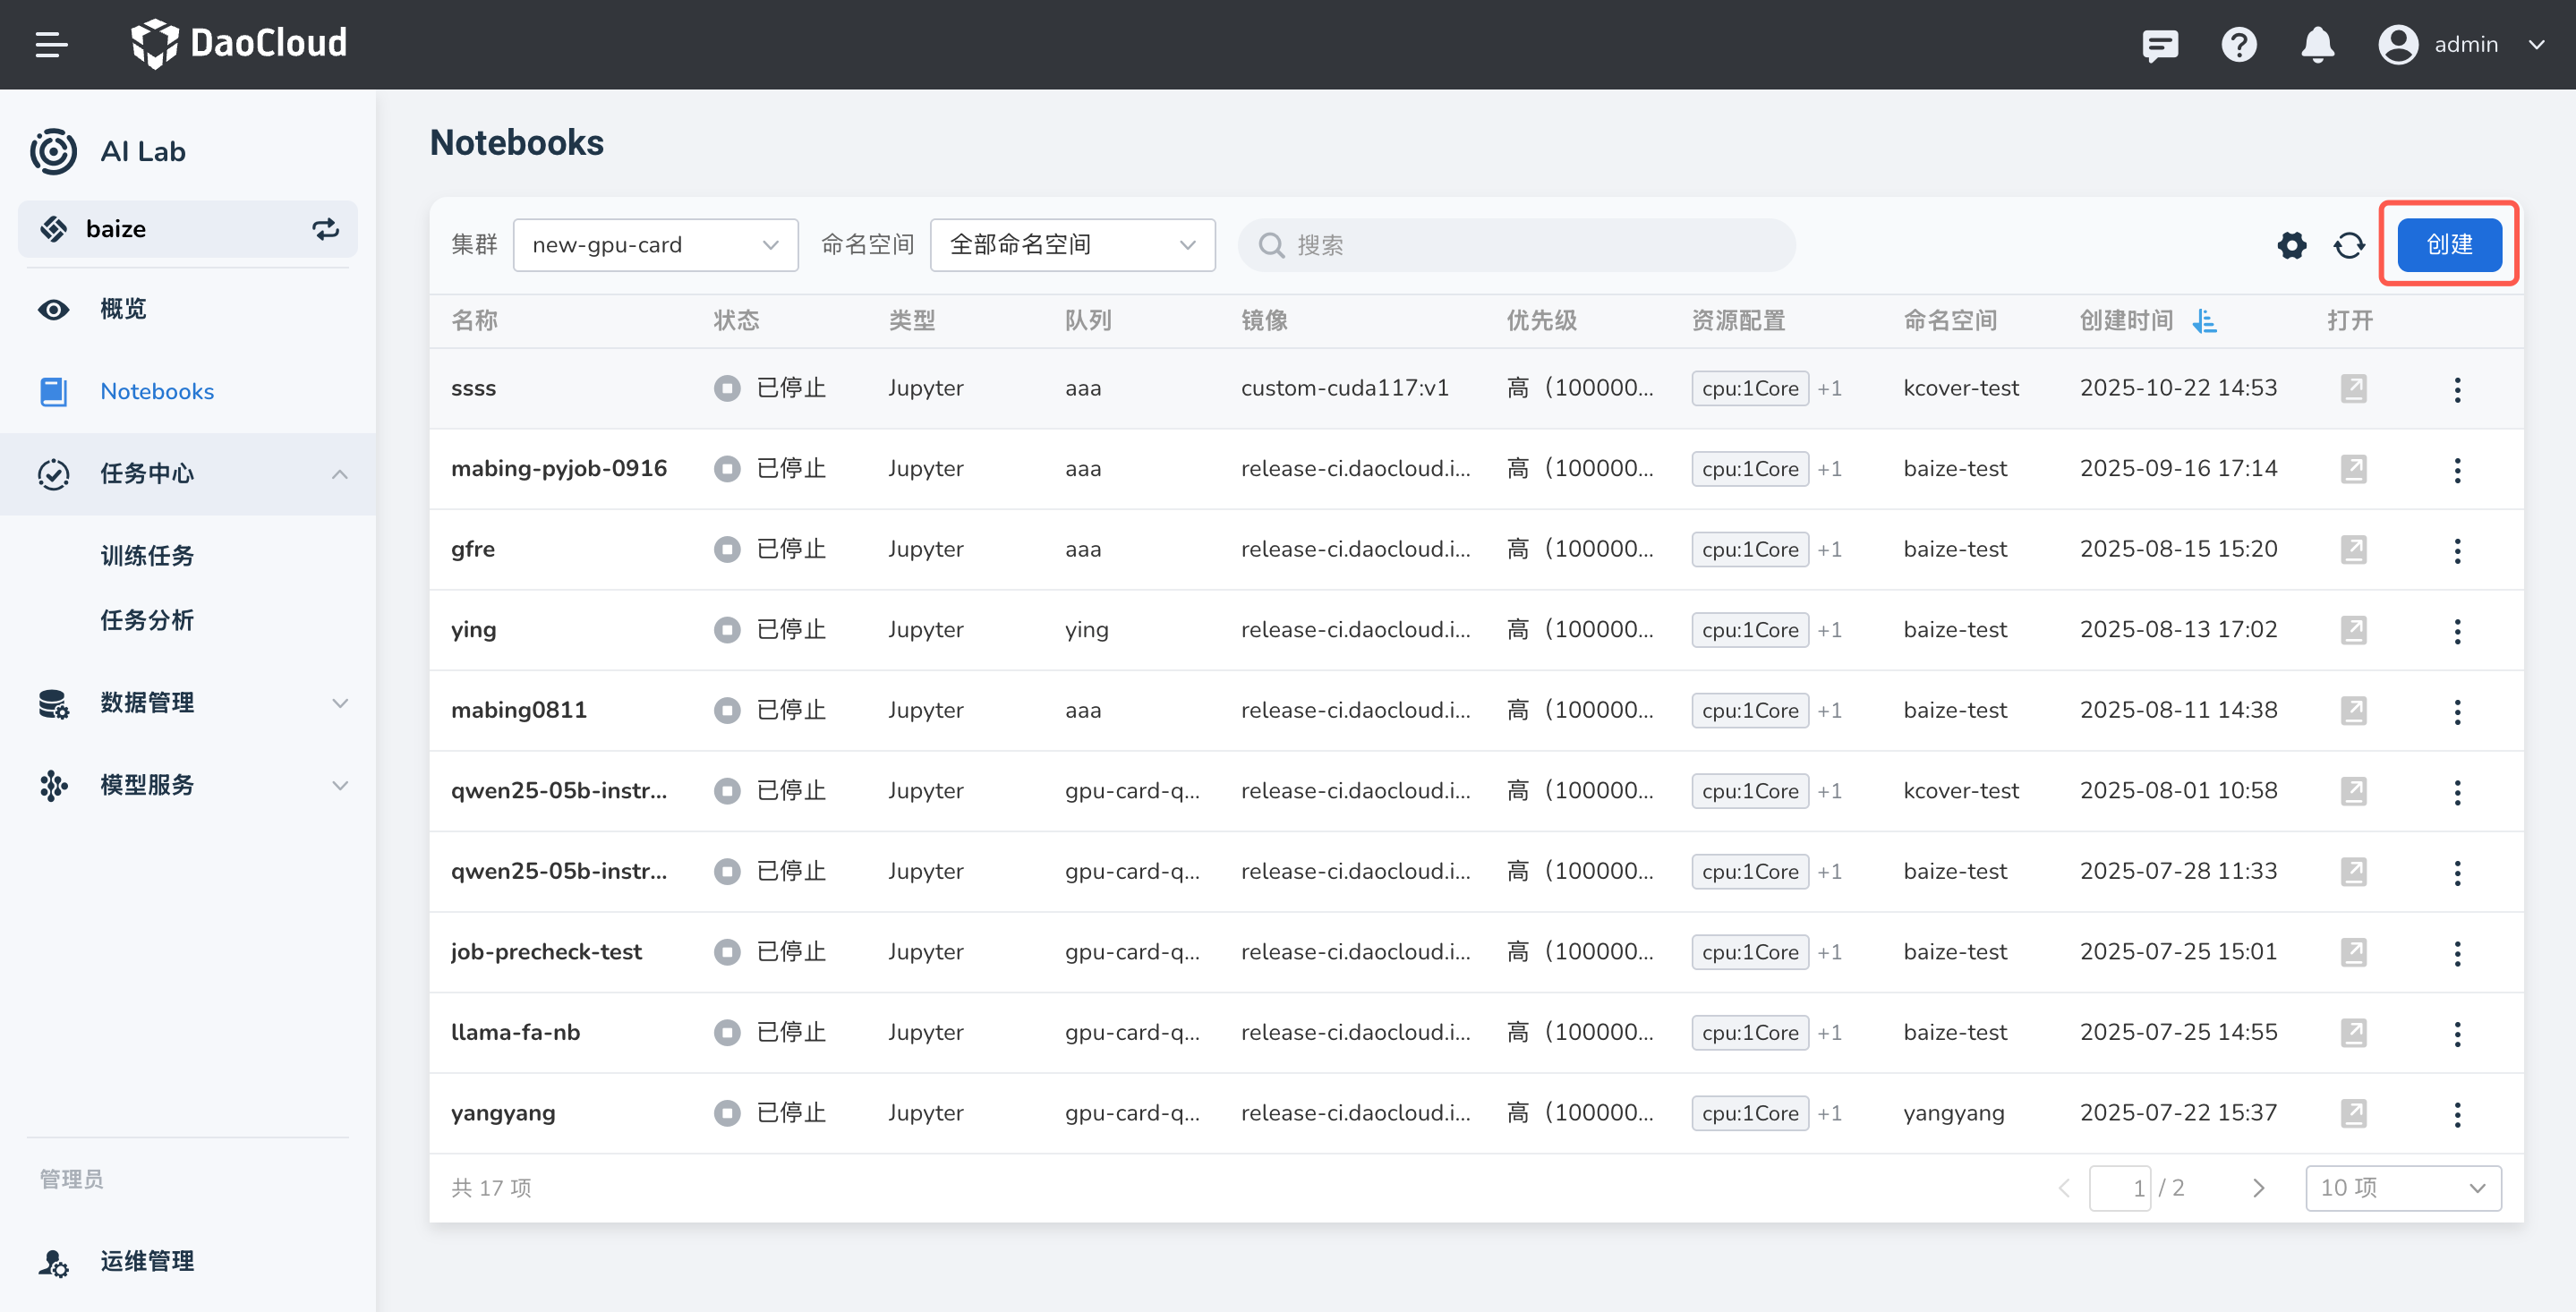 DaoCloud
admin
AI Lab
baize
概览
Notebooks
任务中心
训练任务
任务分析
数据管理
模型服务
管理员
运维管理
Notebooks
集群 new-gpu-card 命名空间 全部命名空间 搜索 创建
名称 状态 类型 队列 镜像 优先级 资源配置 命名空间 创建时间 打开
ssss 已停止 Jupyter aaa custom-cuda117:v1 高（100000... cpu:1Core +1 kcover-test 2025-10-22 14:53
mabing-pyjob-0916 已停止 Jupyter aaa release-ci.daocloud.i... 高（100000... cpu:1Core +1 baize-test 2025-09-16 17:14
gfre 已停止 Jupyter aaa release-ci.daocloud.i... 高（100000... cpu:1Core +1 baize-test 2025-08-15 15:20
ying 已停止 Jupyter ying release-ci.daocloud.i... 高（100000... cpu:1Core +1 baize-test 2025-08-13 17:02
mabing0811 已停止 Jupyter aaa release-ci.daocloud.i... 高（100000... cpu:1Core +1 baize-test 2025-08-11 14:38
qwen25-05b-instr... 已停止 Jupyter gpu-card-q... release-ci.daocloud.i... 高（100000... cpu:1Core +1 kcover-test 2025-08-01 10:58
qwen25-05b-instr... 已停止 Jupyter gpu-card-q... release-ci.daocloud.i... 高（100000... cpu:1Core +1 baize-test 2025-07-28 11:33
job-precheck-test 已停止 Jupyter gpu-card-q... release-ci.daocloud.i... 高（100000... cpu:1Core +1 baize-test 2025-07-25 15:01
llama-fa-nb 已停止 Jupyter gpu-card-q... release-ci.daocloud.i... 高（100000... cpu:1Core +1 baize-test 2025-07-25 14:55
yangyang 已停止 Jupyter gpu-card-q... release-ci.daocloud.i... 高（100000... cpu:1Core +1 yangyang 2025-07-22 15:37
共 17 项 1 / 2 10 项